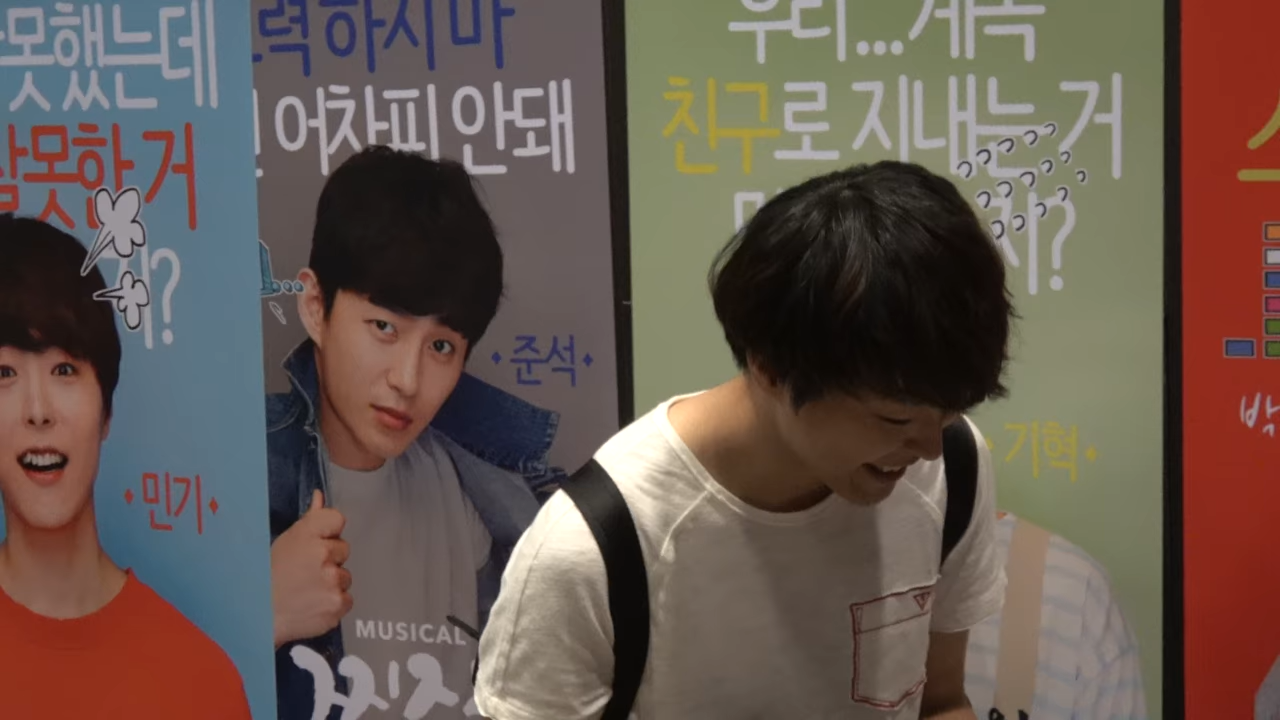 못했는데
잘못한 거
민기
력 하지 마
어차피 안돼
준석
MUSICAL
우리... 계속
친구로 지내는 거
기혁
박